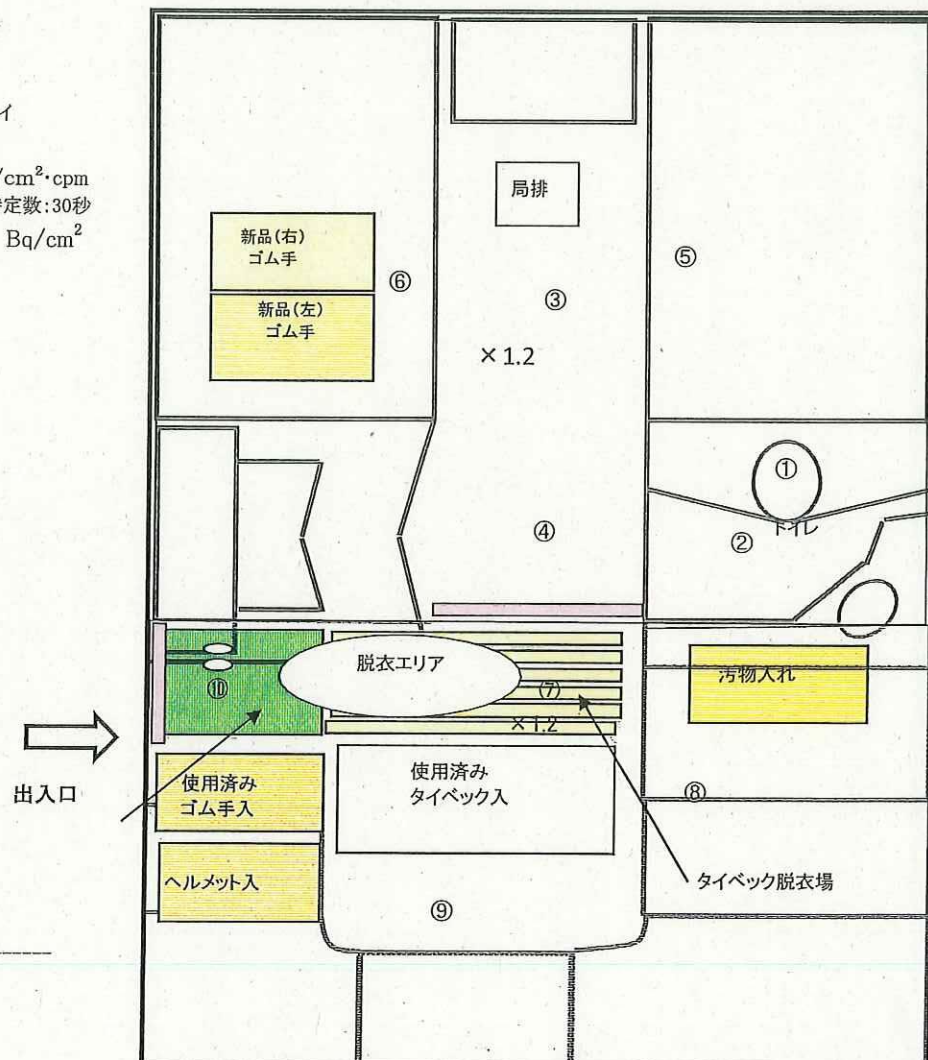 イ
/cm²･cpm
定数:30秒
Bq/cm²
局排
新品(右)
ゴム手
新品(左)
ゴム手
⑥
③
⑤
×1.2
①
トイレ
②
④
脱衣エリア
⑩
(7)
×1.2
汚物入れ
出入口
使用済み
ゴム手入
使用済み
タイベック入
⑧
ヘルメット入
タイベック脱衣場
⑨